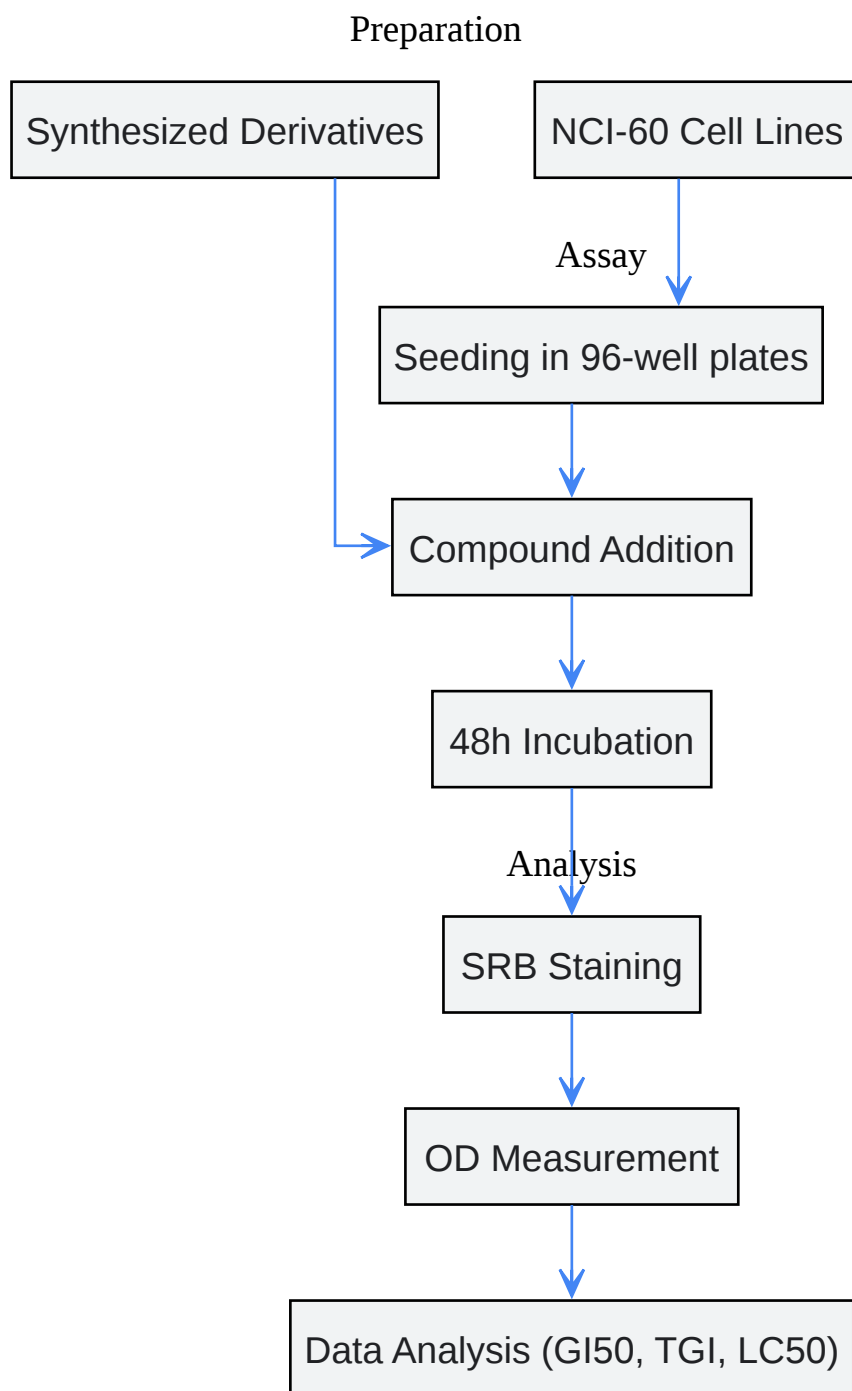 Preparation
Synthesized Derivatives
NCI-60 Cell Lines
Assay
Seeding in 96-well plates
Compound Addition
48h Incubation
Analysis
SRB Staining
OD Measurement
Data Analysis (GI50, TGI, LC50)